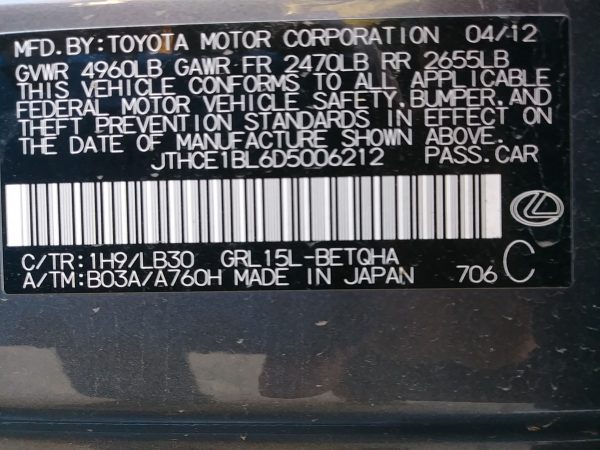 MFD.BY:TOYOTA MOTOR CORPORATION 04/12
GVWR 4960LB GAWR FR 2470LB RR 2655LB
THIS VEHICLE CONFORMS TO ALL APPLICABLE
FEDERAL MOTOR VEHICLE SAFETY,BUMPER,AND
THEFT PREVENTION STANDARDS IN EFFECT ON
THE DATE OF MANUFACTURE SHOWN ABOVE.
JTHCE1BL6D5006212 PASS.CAR
C/TR:1H9/LB30 GRL15L-BETQHA
A/TM:B03A/A760H MADE IN JAPAN 706 C